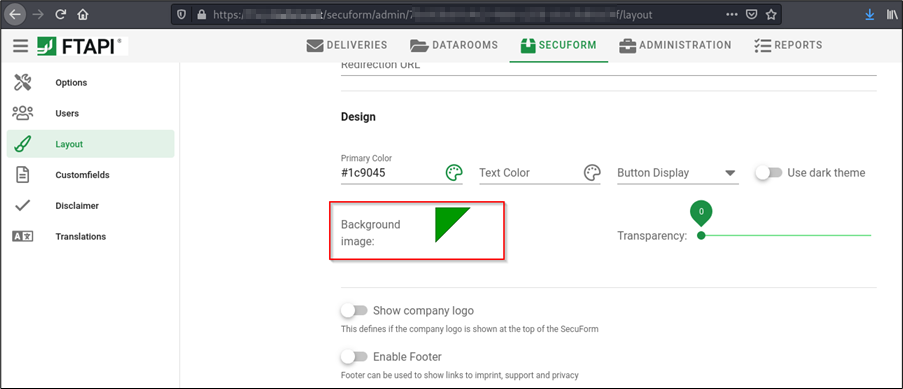 https:// /secuform/admin/7 f/layout
FTAPI®
DELIVERIES
DATAROOMS
SECUFORM
ADMINISTRATION
REPORTS
Options
Users
Layout
Customfields
Disclaimer
Translations
Redirection URL
Design
Primary Color
#1c9045
Text Color
Button Display
Use dark theme
Background
image:
0
Transparency:
Show company logo
This defines if the company logo is shown at the top of the SecuForm
Enable Footer
Footer can be used to show links to imprint, support and privacy